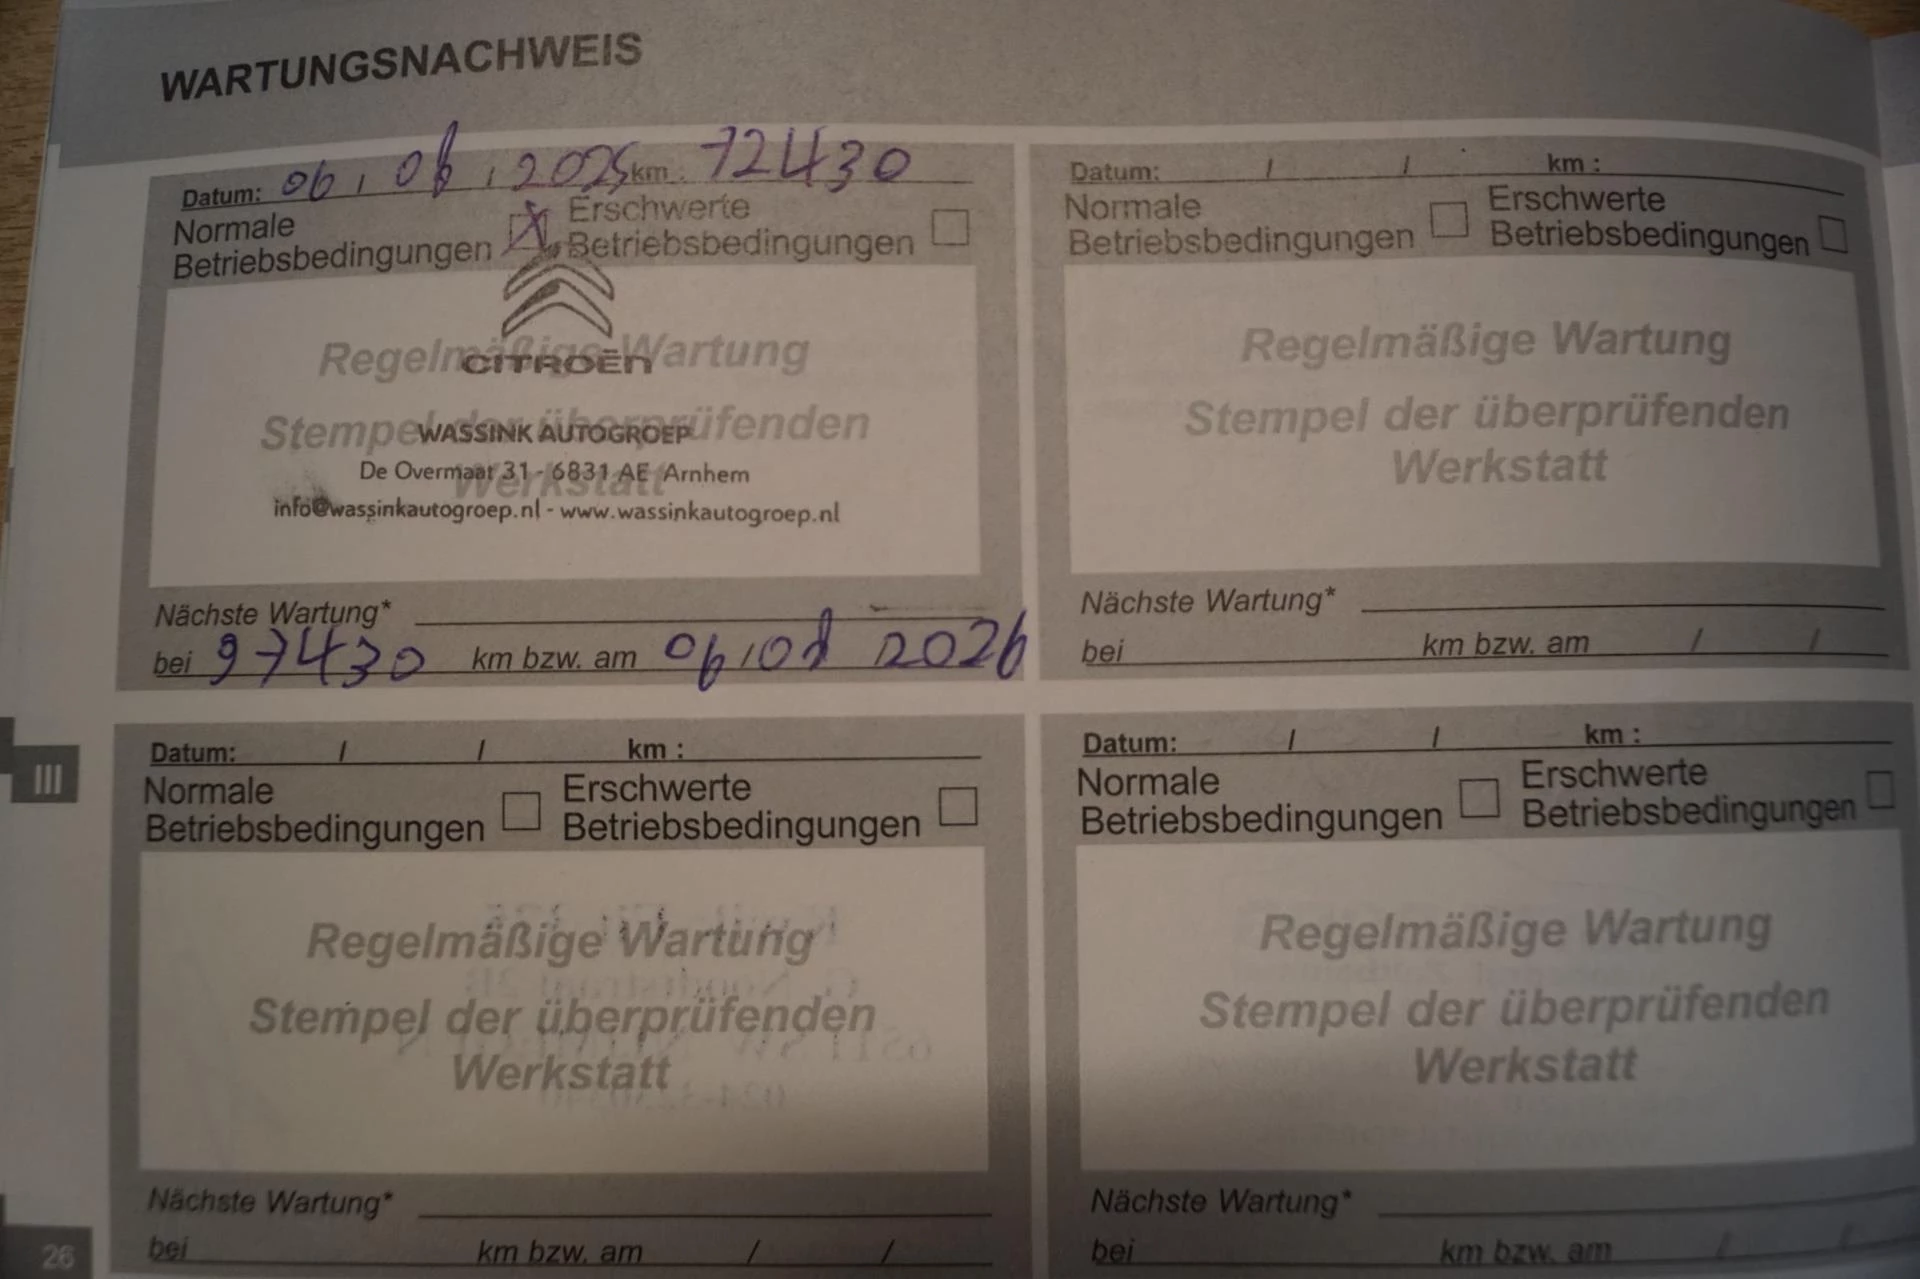 WARTUNGSNACHWEIS
Datum: 06 / 08 / 2025 km : 72430
Normale
Betriebsbedingungen
Erschwerte
Betriebsbedingungen
Regelmäßige Wartung
CITROËN
Stempel der überprüfenden
Werkstatt
WASSINK AUTOGROEP
De Overmaat 31 - 6831 AE Arnhem
info@wassinkautogroep.nl - www.wassinkautogroep.nl
Nächste Wartung*
bei 97430 km bzw. am 06/08 2026
Datum: / / km :
Normale
Betriebsbedingungen
Erschwerte
Betriebsbedingungen
Regelmäßige Wartung
Stempel der überprüfenden
Werkstatt
Nächste Wartung*
bei km bzw. am / /
III
Datum: / / km :
Normale
Betriebsbedingungen
Erschwerte
Betriebsbedingungen
Regelmäßige Wartung
Stempel der überprüfenden
Werkstatt
Nächste Wartung*
bei km bzw. am / /
Datum: / / km :
Normale
Betriebsbedingungen
Erschwerte
Betriebsbedingungen
Regelmäßige Wartung
Stempel der überprüfenden
Werkstatt
Nächste Wartung*
bei km bzw. am / /
26